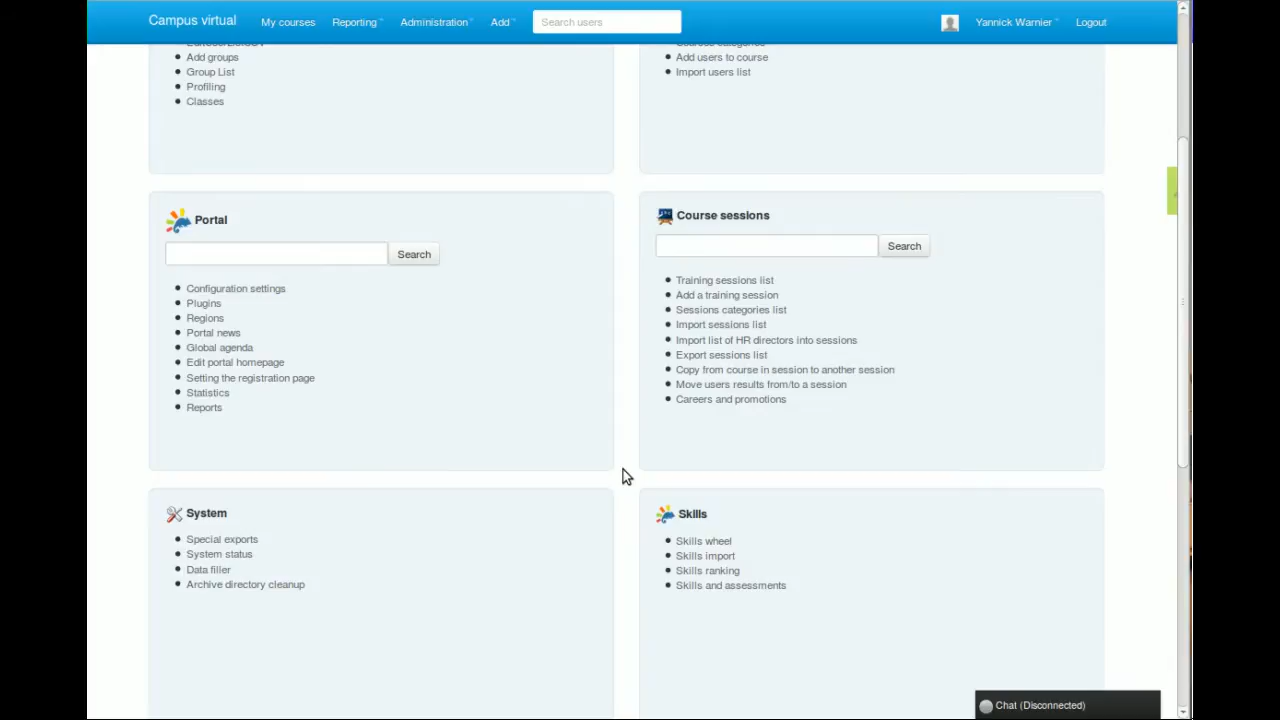 Campus virtual My courses Reporting Administration Add Search users Yannick Warnier Logout
Add groups
Group List
Profiling
Classes
Add users to course
Import users list
Portal
Search
Configuration settings
Plugins
Regions
Portal news
Global agenda
Edit portal homepage
Setting the registration page
Statistics
Reports
Course sessions
Search
Training sessions list
Add a training session
Sessions categories list
Import sessions list
Import list of HR directors into sessions
Export sessions list
Copy from course in session to another session
Move users results from/to a session
Careers and promotions
System
Special exports
System status
Data filler
Archive directory cleanup
Skills
Skills wheel
Skills import
Skills ranking
Skills and assessments
Chat (Disconnected)